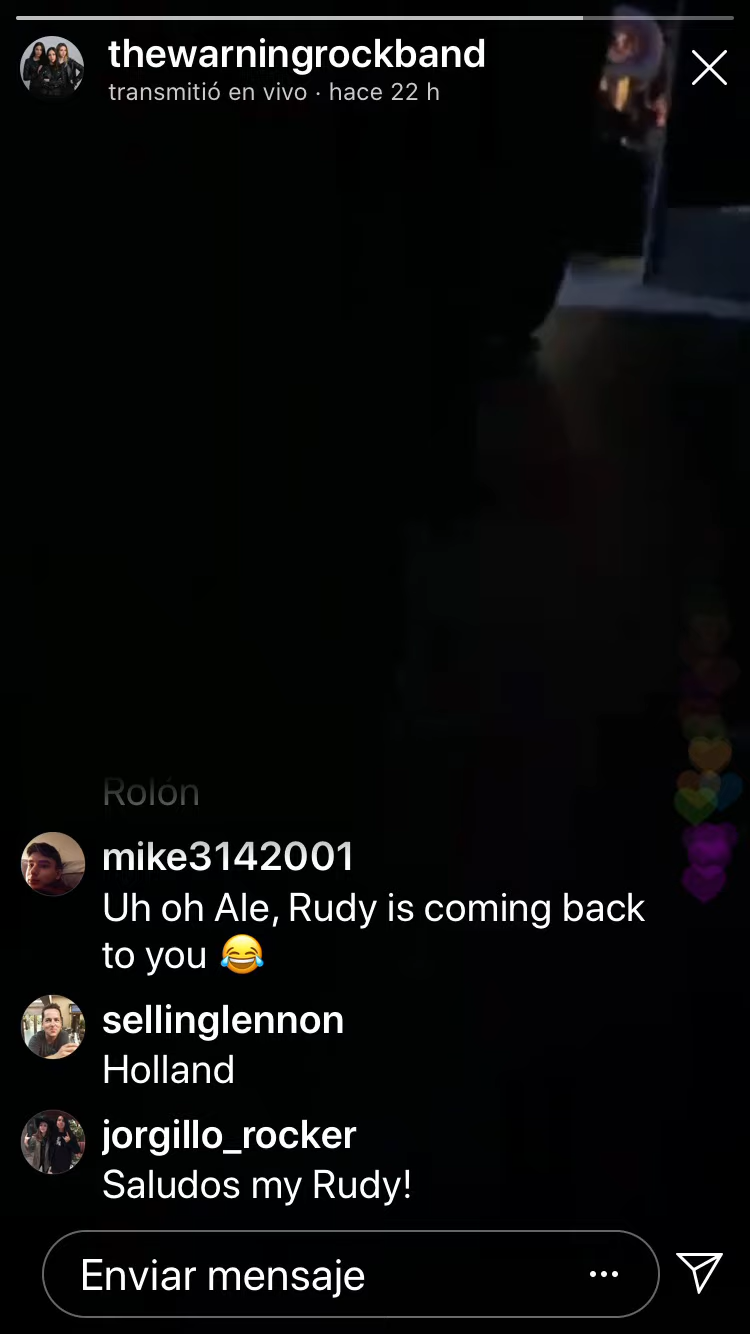 thewarningrockband
transmitió en vivo · hace 22 h
Rolón
mike3142001
Uh oh Ale, Rudy is coming back
to you 😂
sellinglennon
Holland
jorgillo_rocker
Saludos my Rudy!
Enviar mensaje